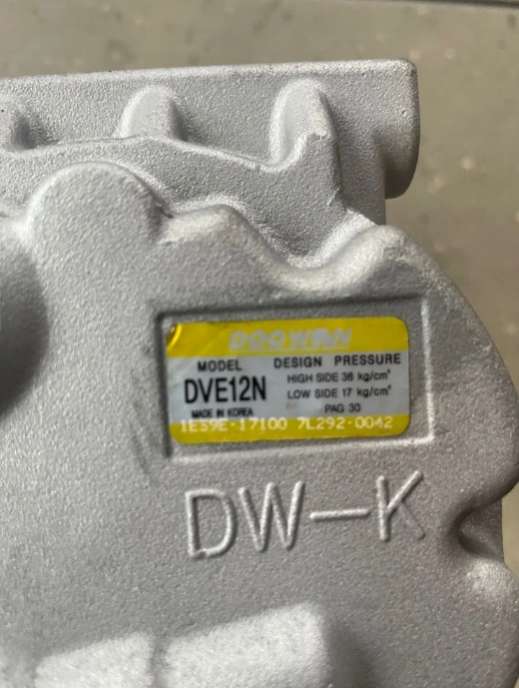 DOOWON
MODEL DESIGN PRESSURE
DVE12N HIGH SIDE 36 kg/cm²
LOW SIDE 17 kg/cm²
MADE IN KOREA PAG 30
1E39E-17100 7L292-0042
DW-K